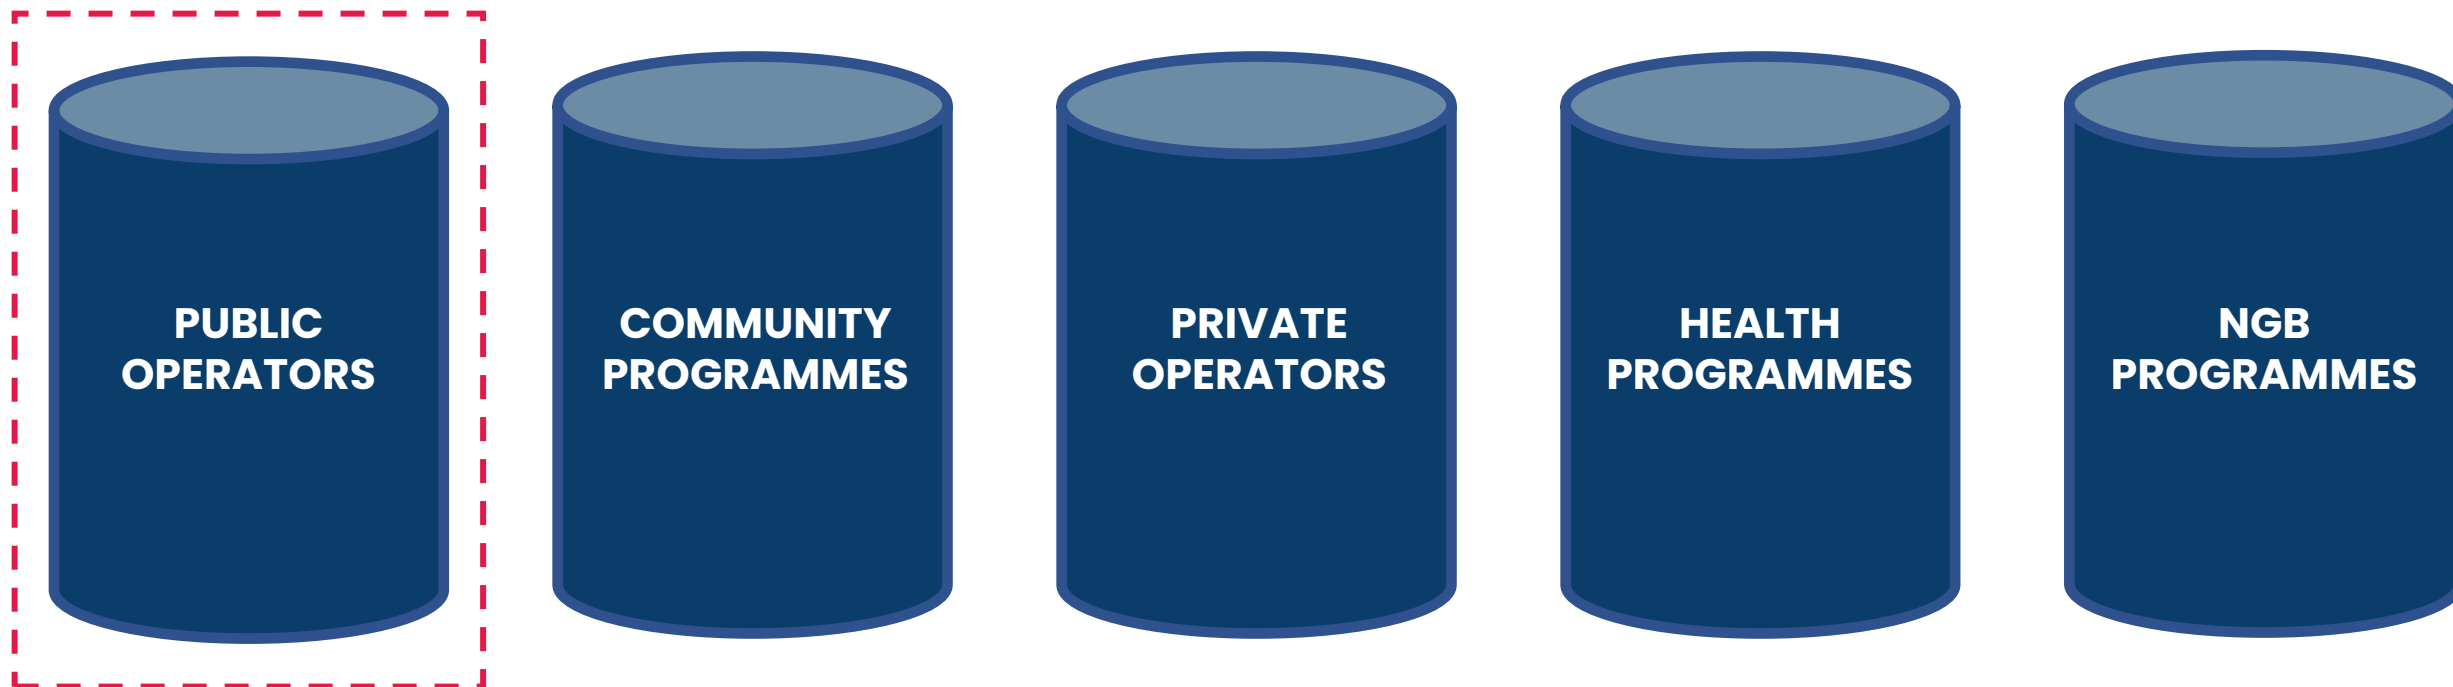 PUBLIC
OPERATORS
COMMUNITY
PROGRAMMES
PRIVATE
OPERATORS
HEALTH
PROGRAMMES
NGB
PROGRAMMES